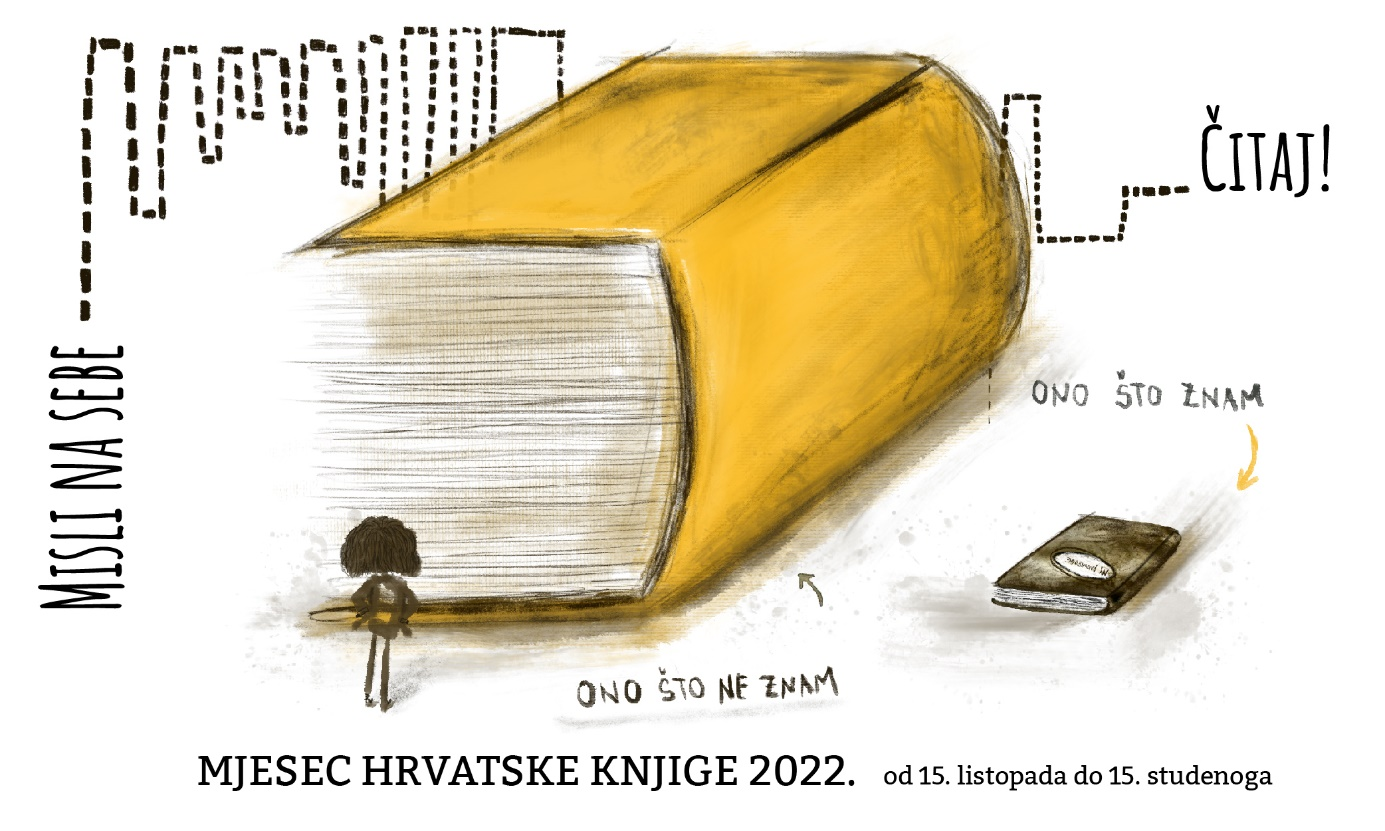 MISLI NA SEBE
ČITAJ!
ONO ŠTO ZNAM
ONO ŠTO NE ZNAM
MJESEC HRVATSKE KNJIGE 2022. od 15. listopada do 15. studenoga